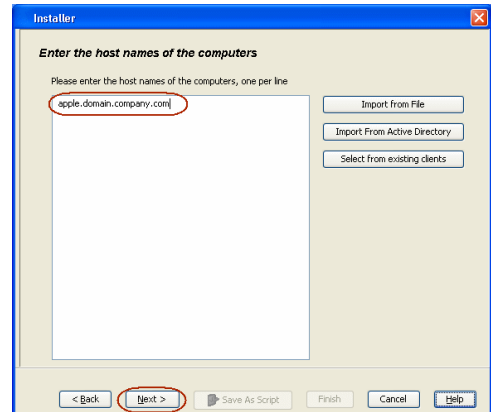 Installer
Enter the host names of the computers
Please enter the host names of the computers, one per line
apple.domain.company.com
Import from File
Import From Active Directory
Select from existing clients
< Back Next > Save As Script Finish Cancel Help